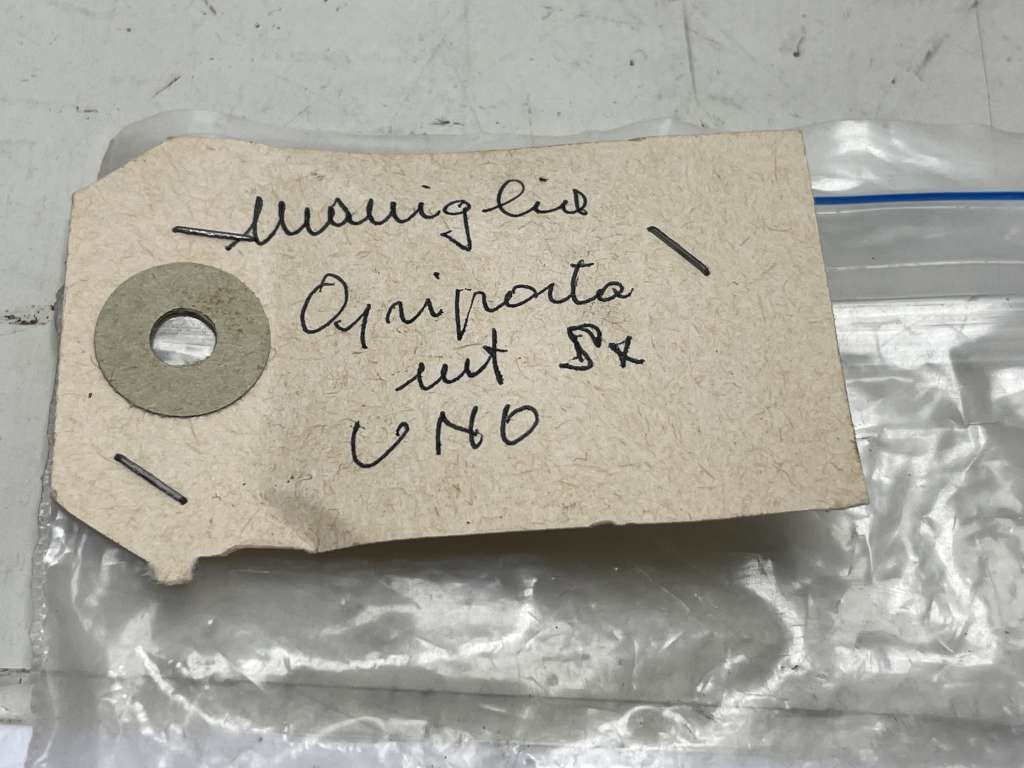 Maniglia
Apriporta
int Sx
UNO